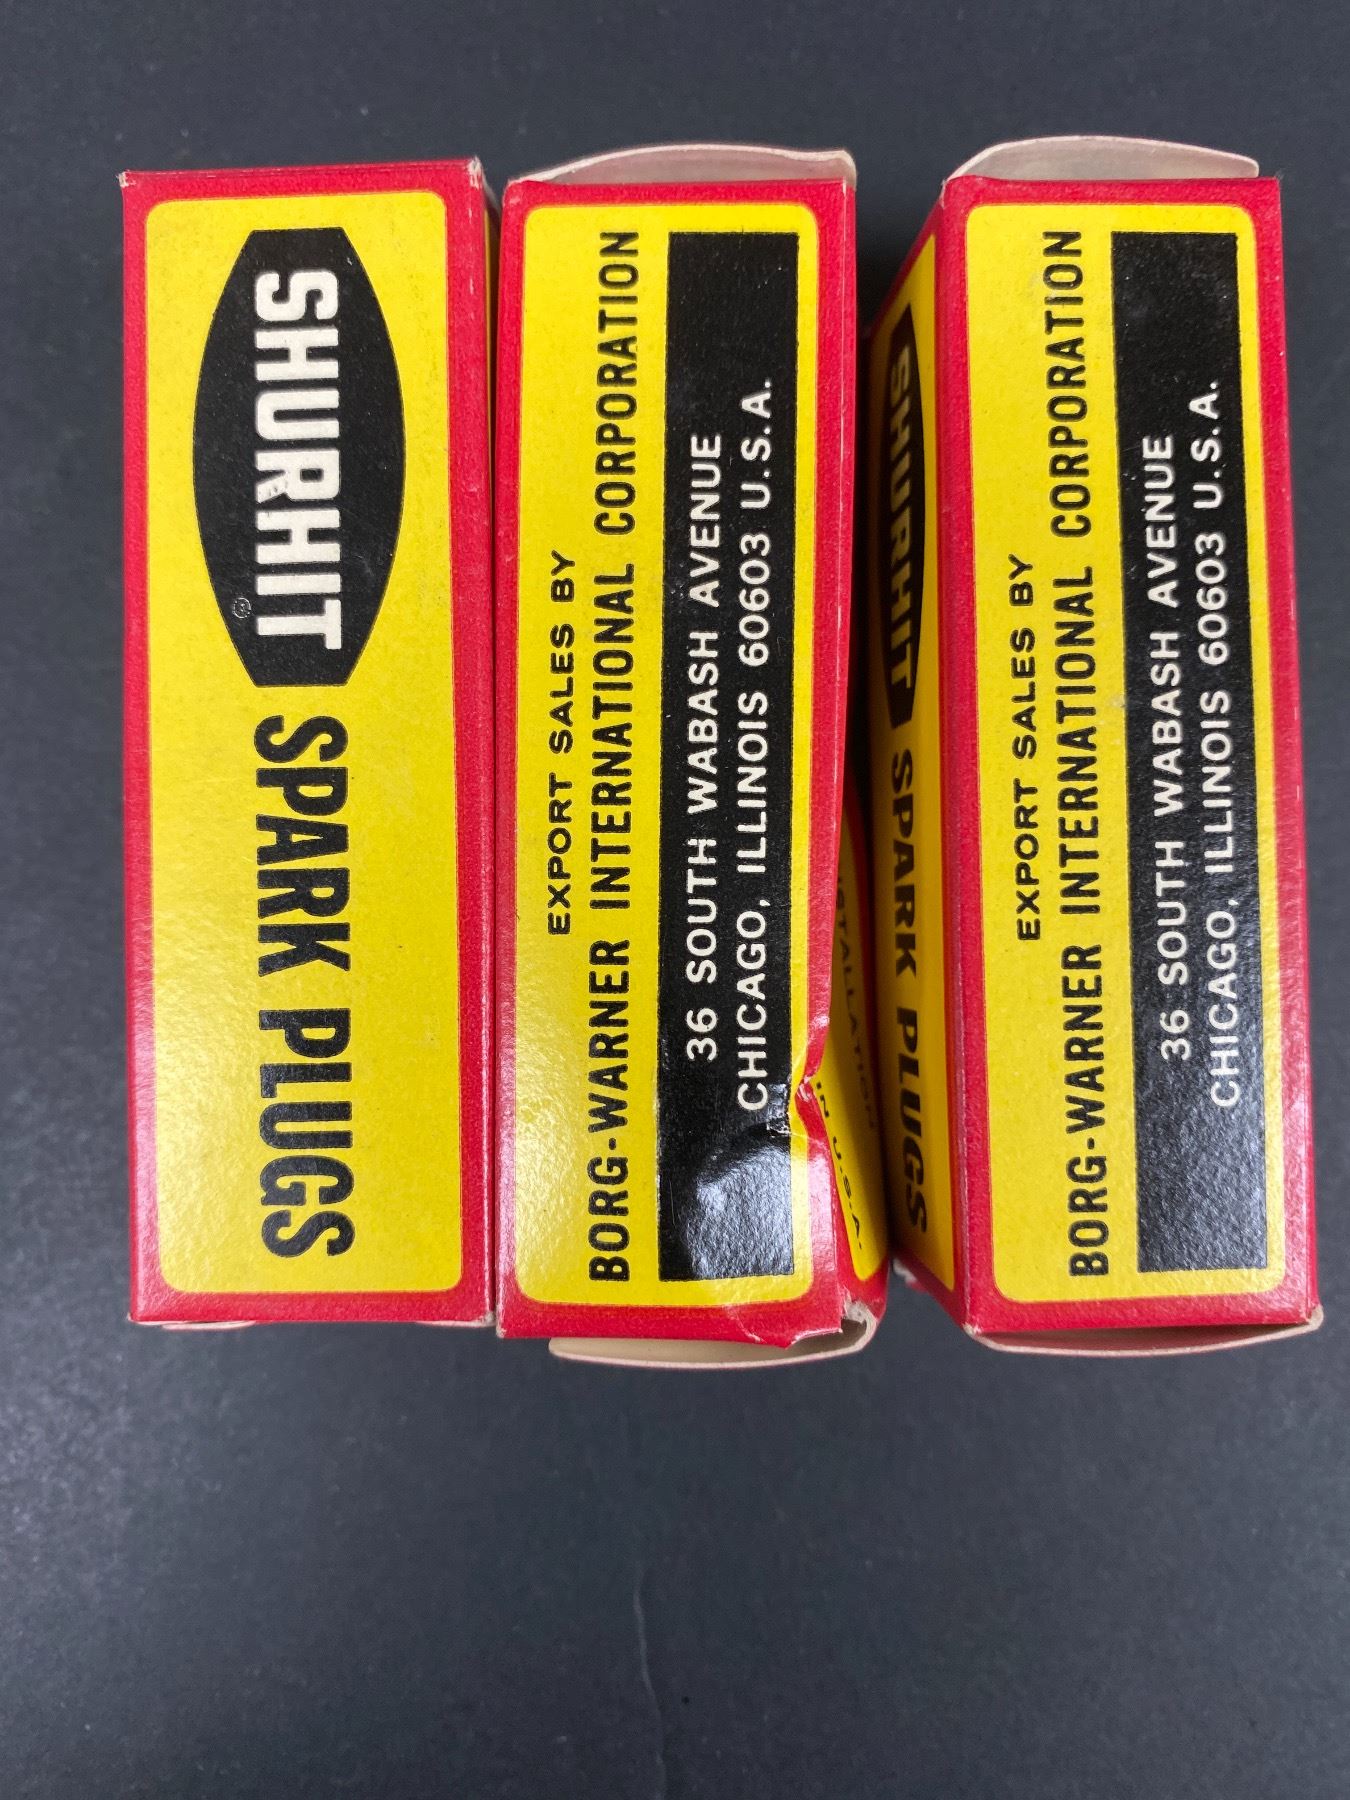 SHURHIT
®
SPARK PLUGS
EXPORT SALES BY
BORG-WARNER INTERNATIONAL CORPORATION
36 SOUTH WABASH AVENUE
CHICAGO, ILLINOIS 60603 U.S.A.
IN U.S.A.
SHURHIT SPARK PLUGS
EXPORT SALES BY
BORG-WARNER INTERNATIONAL CORPORATION
36 SOUTH WABASH AVENUE
CHICAGO, ILLINOIS 60603 U.S.A.